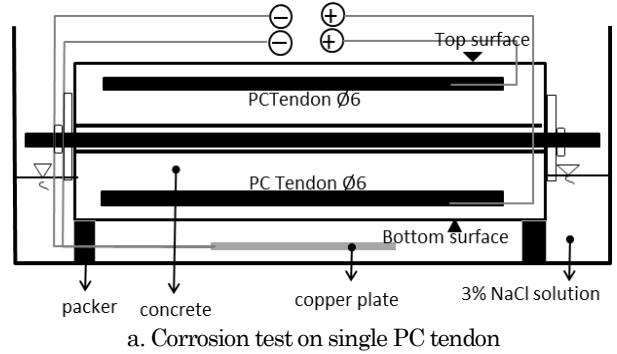 − +
− +
Top surface
PCTendon Ø6
PC Tendon Ø6
Bottom surface
packer
concrete
copper plate
3% NaCl solution
a. Corrosion test on single PC tendon